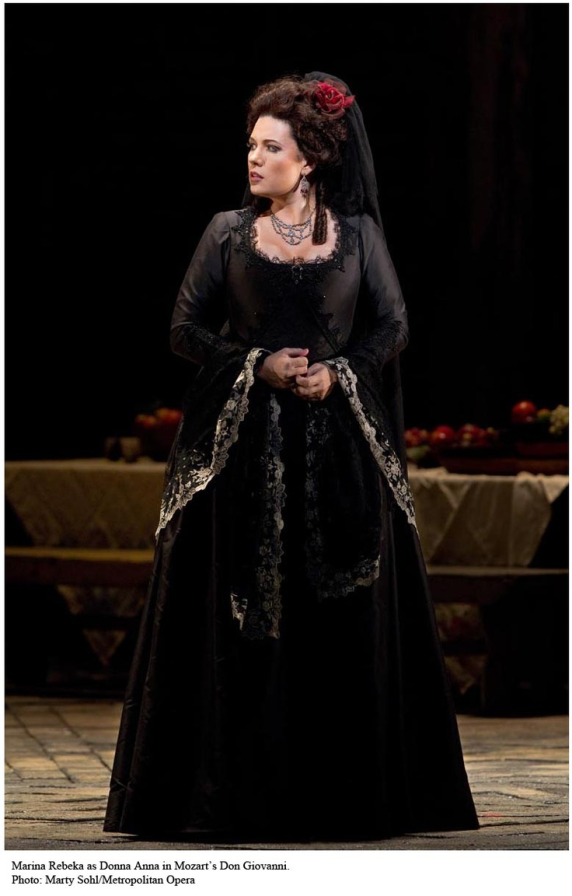 Marina Rebeka as Donna Anna in Mozart's Don Giovanni.
Photo: Marty Sohl/Metropolitan Opera